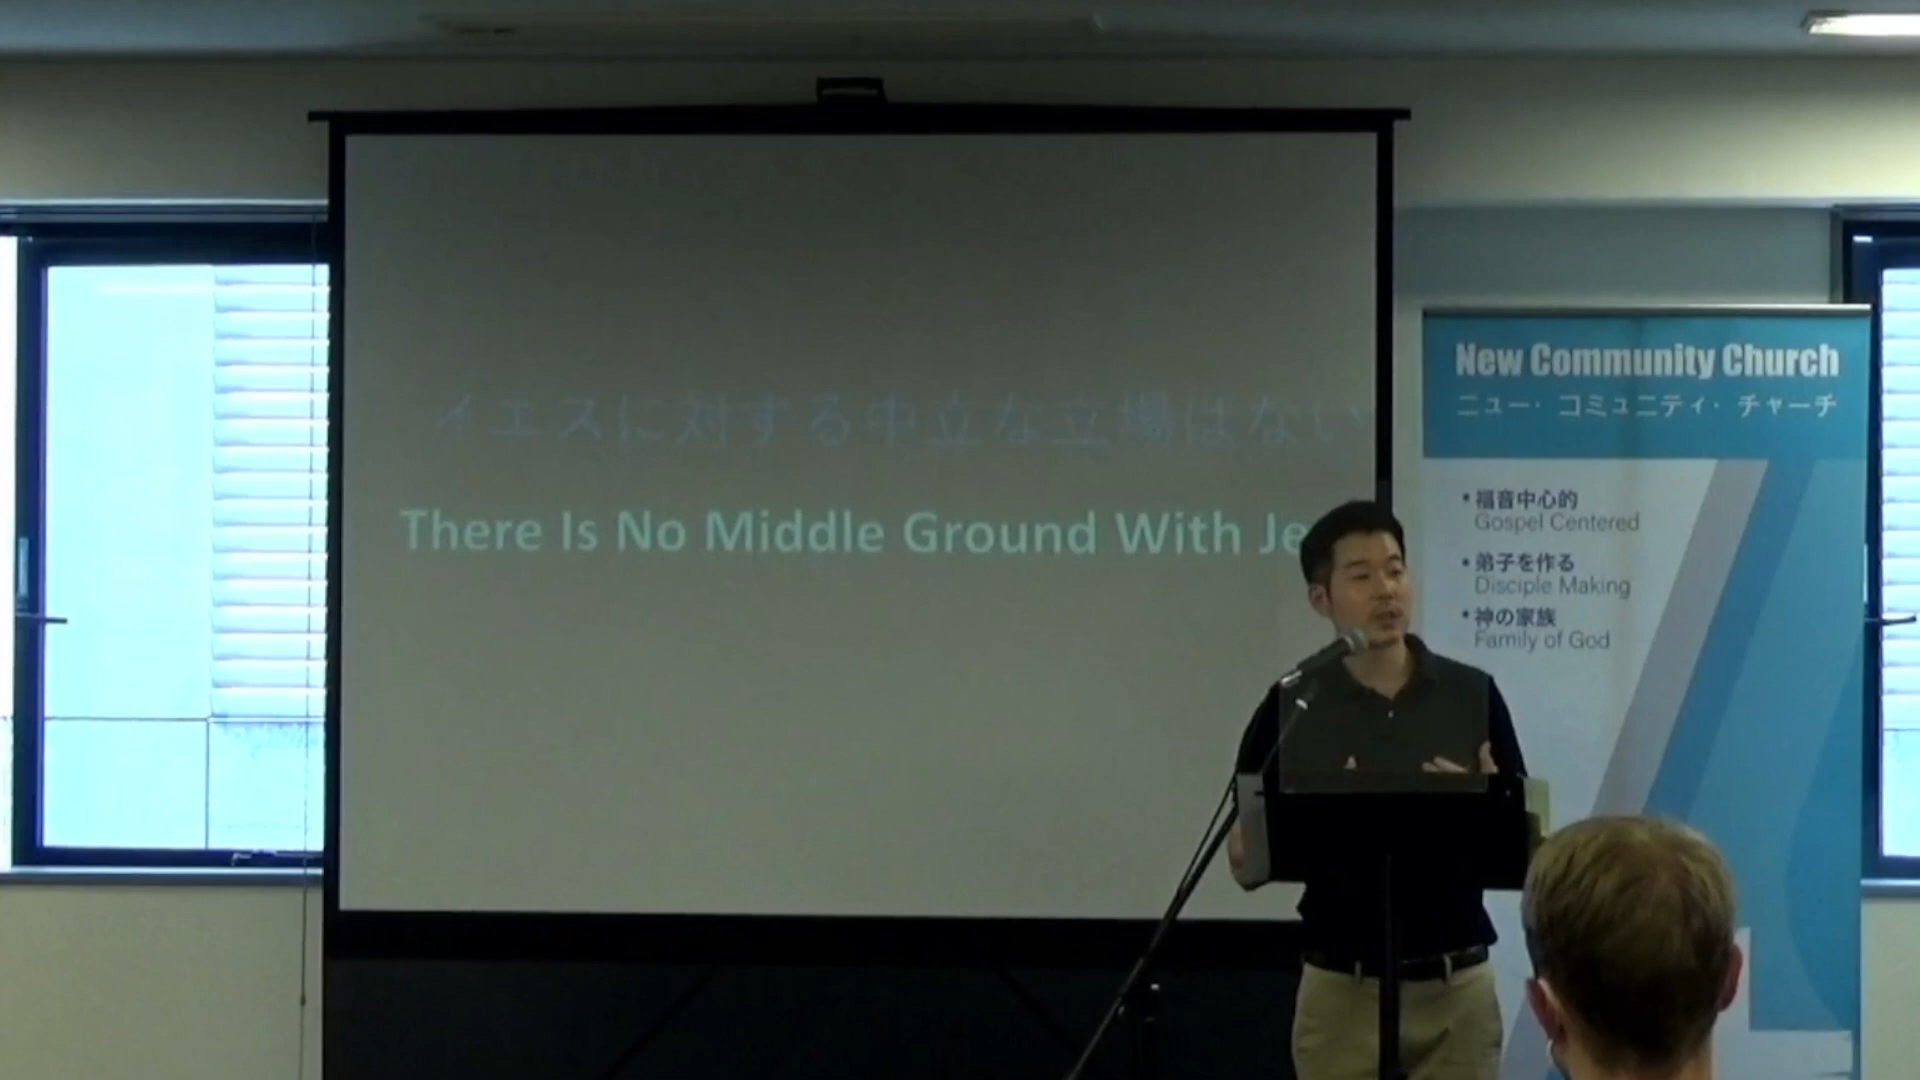 イエスに対する中立な立場はない
There Is No Middle Ground With Je
New Community Church
ニュー・コミュニティ・チャーチ
• 福音中心的
Gospel Centered
• 弟子を作る
Disciple Making
• 神の家族
Family of God